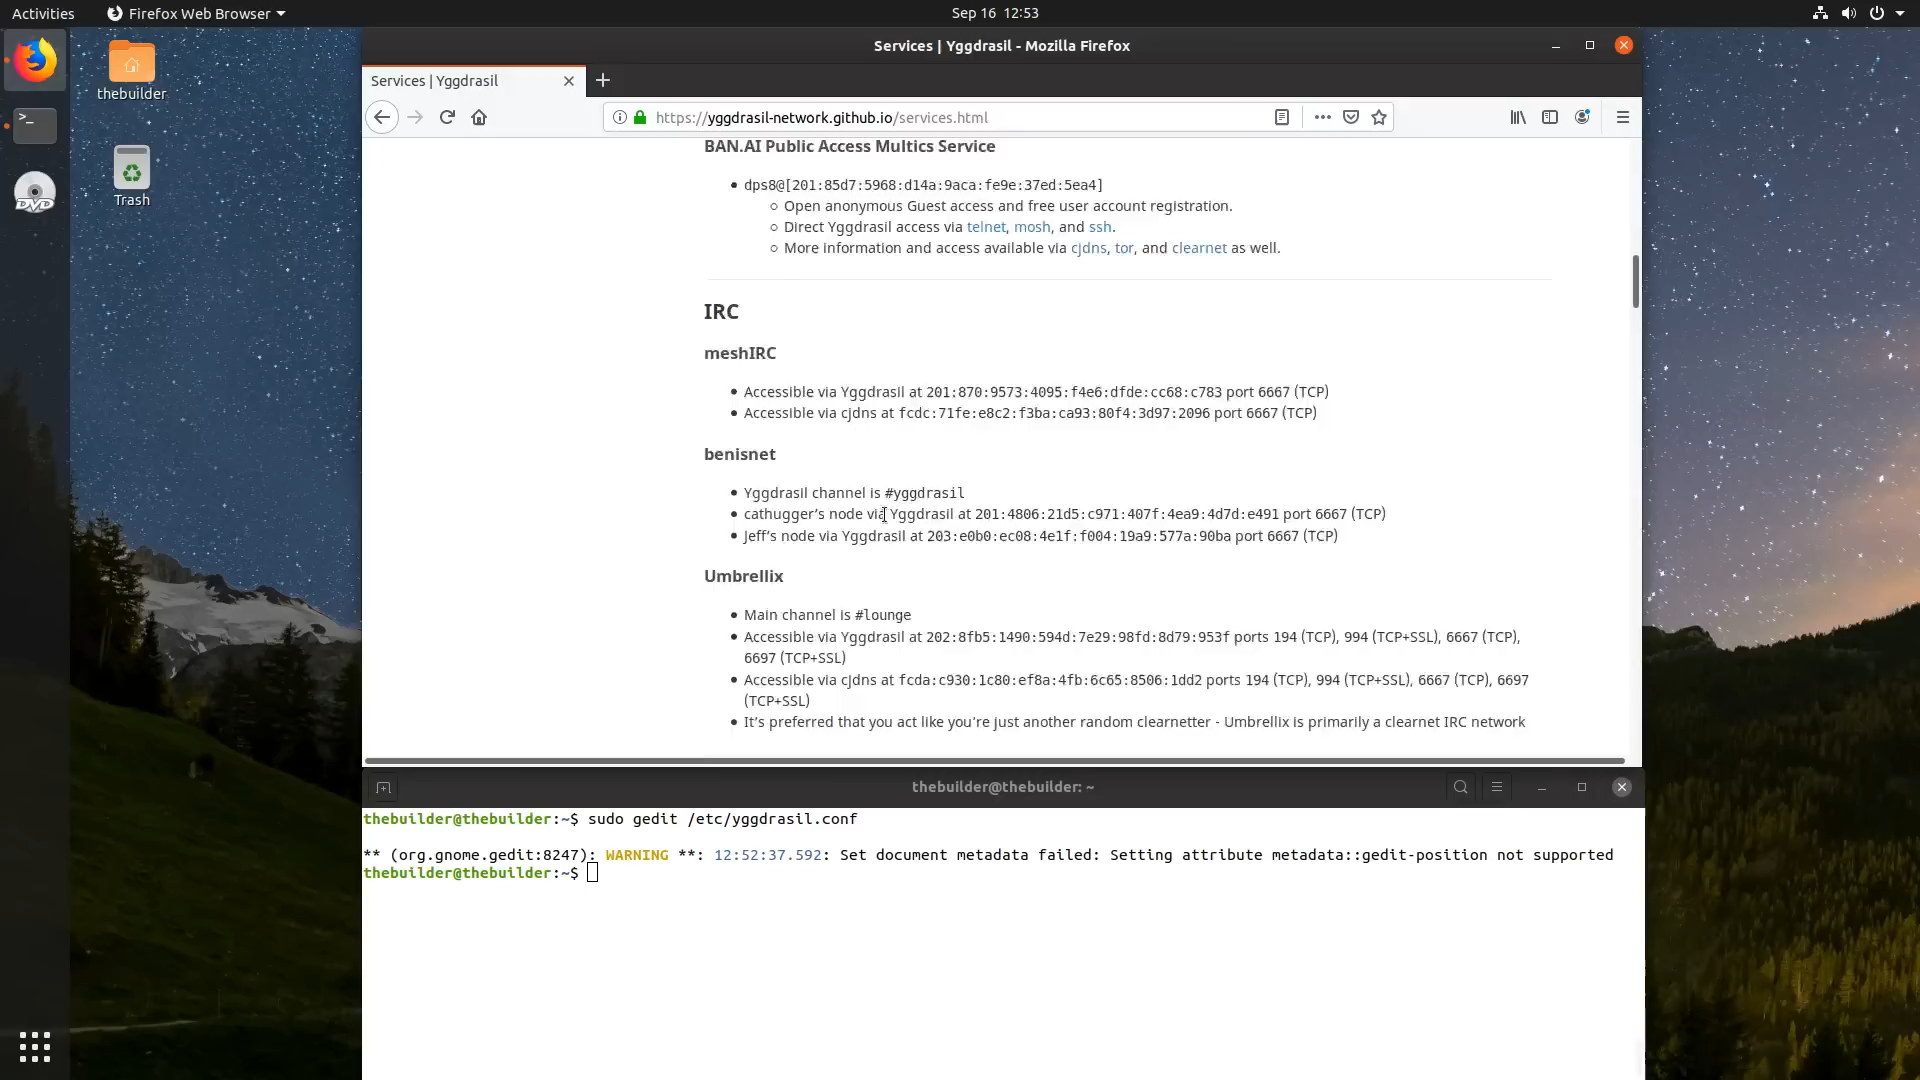 Activities
Firefox Web Browser
Sep 16 12:53
thebuilder
Trash
DVD
Services | Yggdrasil - Mozilla Firefox
Services | Yggdrasil
https://yggdrasil-network.github.io/services.html
BAN.AI Public Access Multics Service
dps8@[201:85d7:5968:d14a:9aca:fe9e:37ed:5ea4]
Open anonymous Guest access and free user account registration.
Direct Yggdrasil access via telnet, mosh, and ssh.
More information and access available via cjdns, tor, and clearnet as well.
IRC
meshIRC
Accessible via Yggdrasil at 201:870:9573:4095:f4e6:dfde:cc68:c783 port 6667 (TCP)
Accessible via cjdns at fcdc:71fe:e8c2:f3ba:ca93:80f4:3d97:2096 port 6667 (TCP)
benisnet
Yggdrasil channel is #yggdrasil
cathugger’s node via Yggdrasil at 201:4806:21d5:c971:407f:4ea9:4d7d:e491 port 6667 (TCP)
Jeff’s node via Yggdrasil at 203:e0b0:ec08:4e1f:f004:19a9:577a:90ba port 6667 (TCP)
Umbrellix
Main channel is #lounge
Accessible via Yggdrasil at 202:8fb5:1490:594d:7e29:98fd:8d79:953f ports 194 (TCP), 994 (TCP+SSL), 6667 (TCP),
6697 (TCP+SSL)
Accessible via cjdns at fcda:c930:1c80:ef8a:4fb:6c65:8506:1dd2 ports 194 (TCP), 994 (TCP+SSL), 6667 (TCP), 6697
(TCP+SSL)
It’s preferred that you act like you’re just another random clearnetter - Umbrellix is primarily a clearnet IRC network
thebuilder@thebuilder: ~
thebuilder@thebuilder:~$ sudo gedit /etc/yggdrasil.conf
** (org.gnome.gedit:8247): WARNING **: 12:52:37.592: Set document metadata failed: Setting attribute metadata::gedit-position not supported
thebuilder@thebuilder:~$